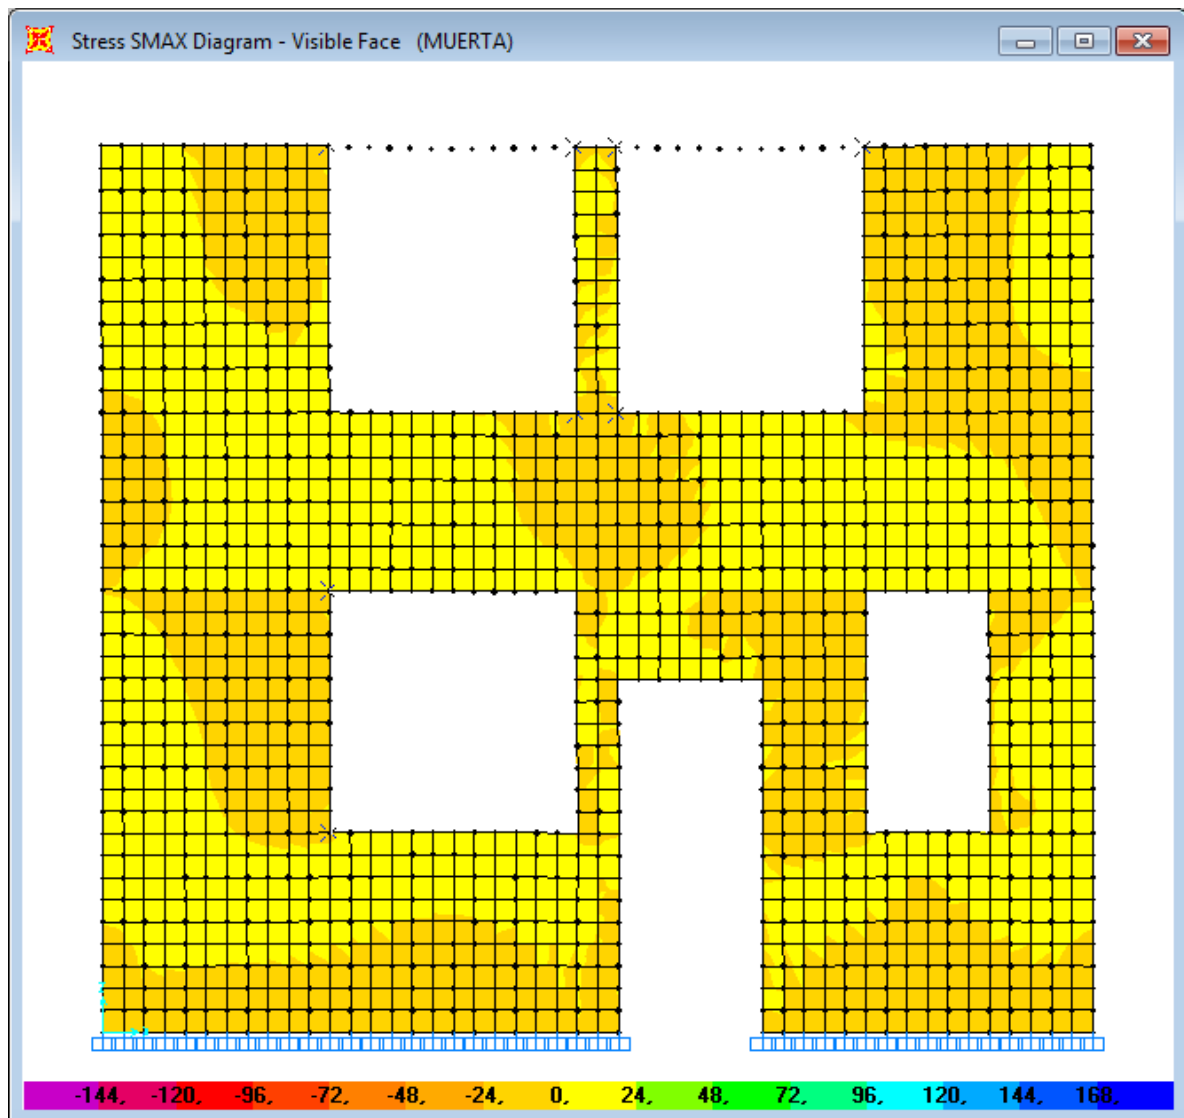 Stress SMAX Diagram - Visible Face (MUERTA)
-144, -120, -96, -72, -48, -24, 0, 24, 48, 72, 96, 120, 144, 168,